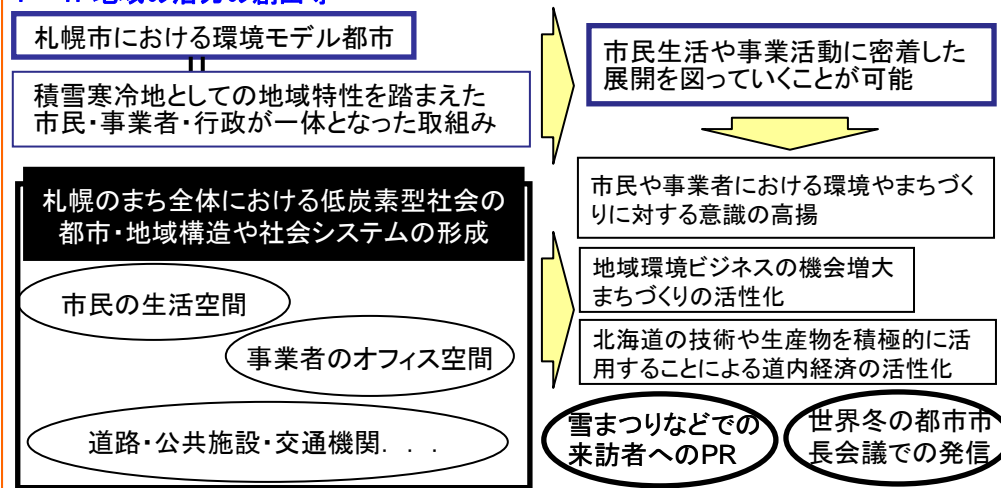 地域の活力の創出等
札幌市における環境モデル都市
積雪寒冷地としての地域特性を踏まえた
市民・事業者・行政が一体となった取組み
市民生活や事業活動に密着した
展開を図っていくことが可能
札幌のまち全体における低炭素型社会の
都市・地域構造や社会システムの形成
市民の生活空間
事業者のオフィス空間
道路・公共施設・交通機関. . .
市民や事業者における環境やまちづく
りに対する意識の高揚
地域環境ビジネスの機会増大
まちづくりの活性化
北海道の技術や生産物を積極的に活
用することによる道内経済の活性化
雪まつりなどでの
来訪者へのPR
世界冬の都市市
長会議での発信